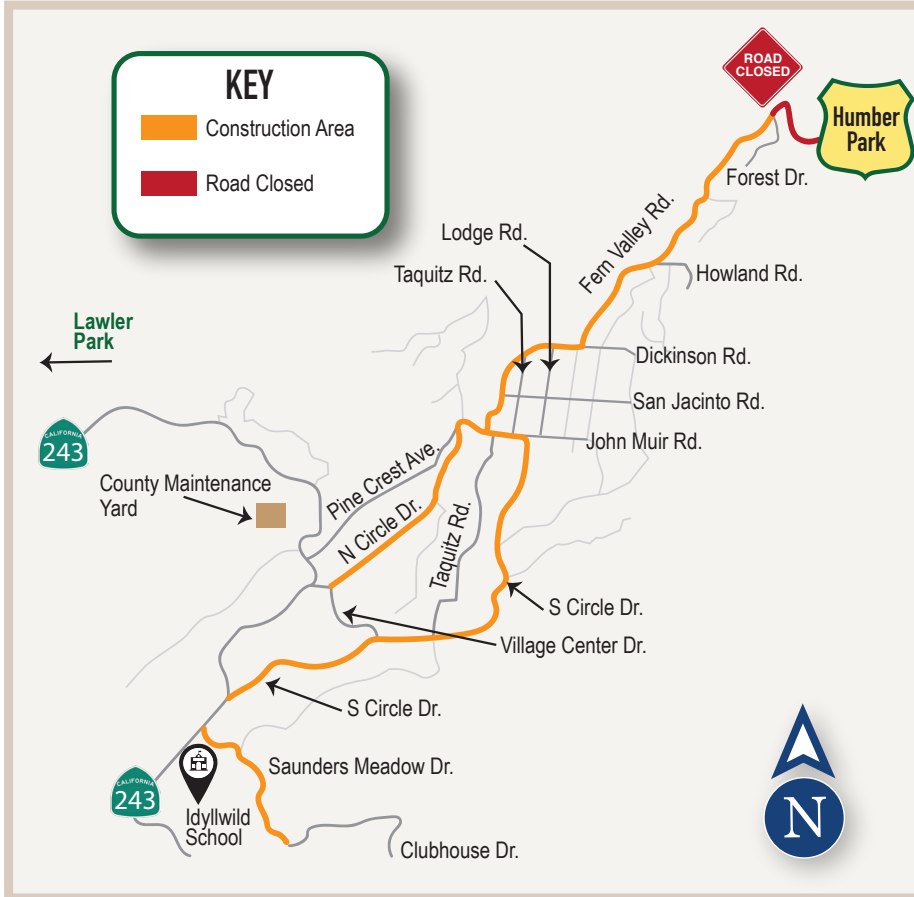 KEY
Construction Area
Road Closed
ROAD
CLOSED
Humber
Park
Forest Dr.
Fern Valley Rd.
Lodge Rd.
Taquitz Rd.
Howland Rd.
Lawler
Park
Dickinson Rd.
San Jacinto Rd.
John Muir Rd.
CALIFORNIA
243
County Maintenance
Yard
Pine Crest Ave.
N Circle Dr.
Taquitz Rd.
S Circle Dr.
Village Center Dr.
S Circle Dr.
Saunders Meadow Dr.
CALIFORNIA
243
Idyllwild
School
Clubhouse Dr.
N